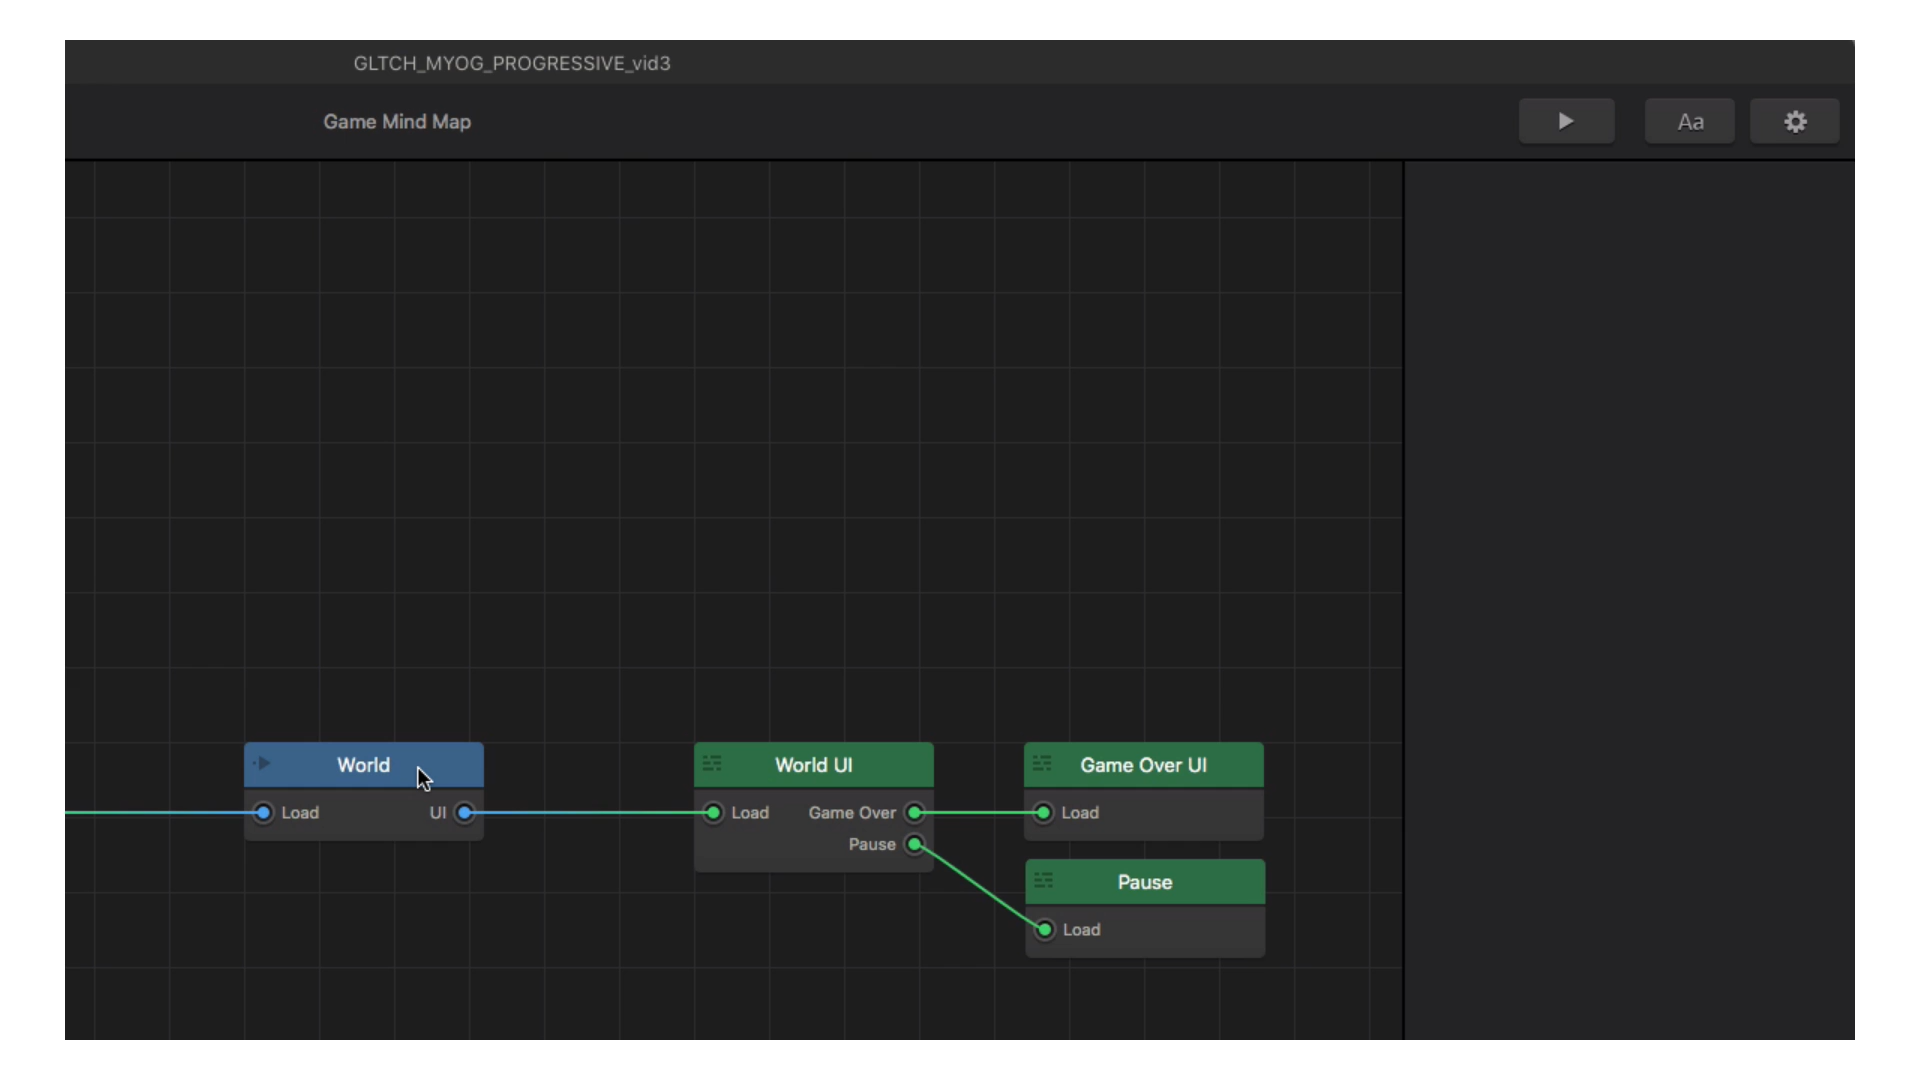 GLTCH_MYOG_PROGRESSIVE_vid3
Game Mind Map
Aa
World
Load UI
World UI
Load Game Over
Pause
Game Over UI
Load
Pause
Load